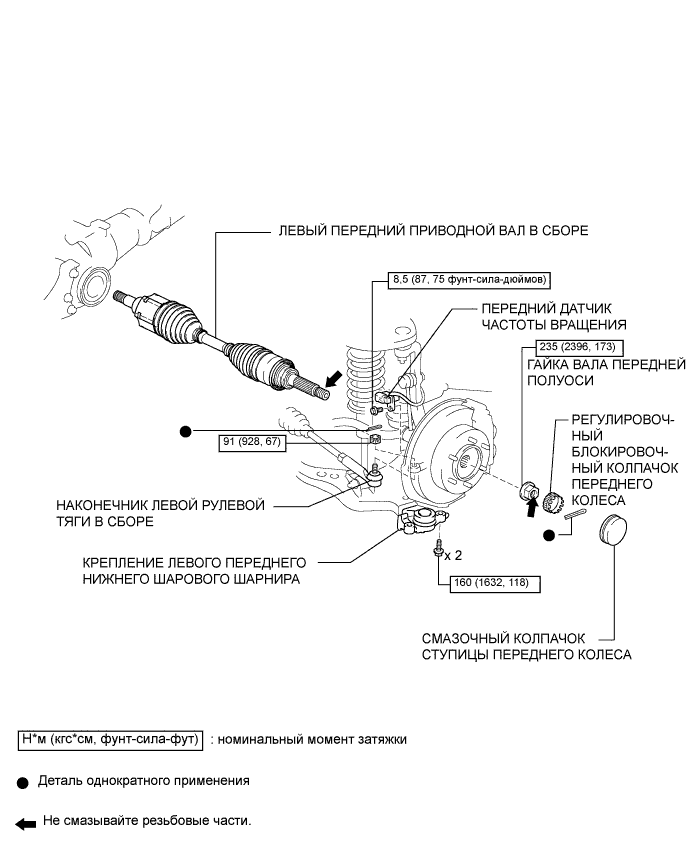 ЛЕВЫЙ ПЕРЕДНИЙ ПРИВОДНОЙ ВАЛ В СБОРЕ
8,5 (87, 75 фунт-сила-дюймов)
ПЕРЕДНИЙ ДАТЧИК
ЧАСТОТЫ ВРАЩЕНИЯ
235 (2396, 173)
ГАЙКА ВАЛА ПЕРЕДНЕЙ
ПОЛУОСИ
РЕГУЛИРОВОЧ-
НЫЙ
БЛОКИРОВОЧ-
НЫЙ КОЛПАЧОК
ПЕРЕДНЕГО
КОЛЕСА
91 (928, 67)
НАКОНЕЧНИК ЛЕВОЙ РУЛЕВОЙ
ТЯГИ В СБОРЕ
КРЕПЛЕНИЕ ЛЕВОГО ПЕРЕДНЕГО
НИЖНЕГО ШАРОВОГО ШАРНИРА
x 2
160 (1632, 118)
СМАЗОЧНЫЙ КОЛПАЧОК
СТУПИЦЫ ПЕРЕДНЕГО КОЛЕСА
Н*м (кгс*см, фунт-сила-фут) : номинальный момент затяжки
Деталь однократного применения
Не смазывайте резьбовые части.